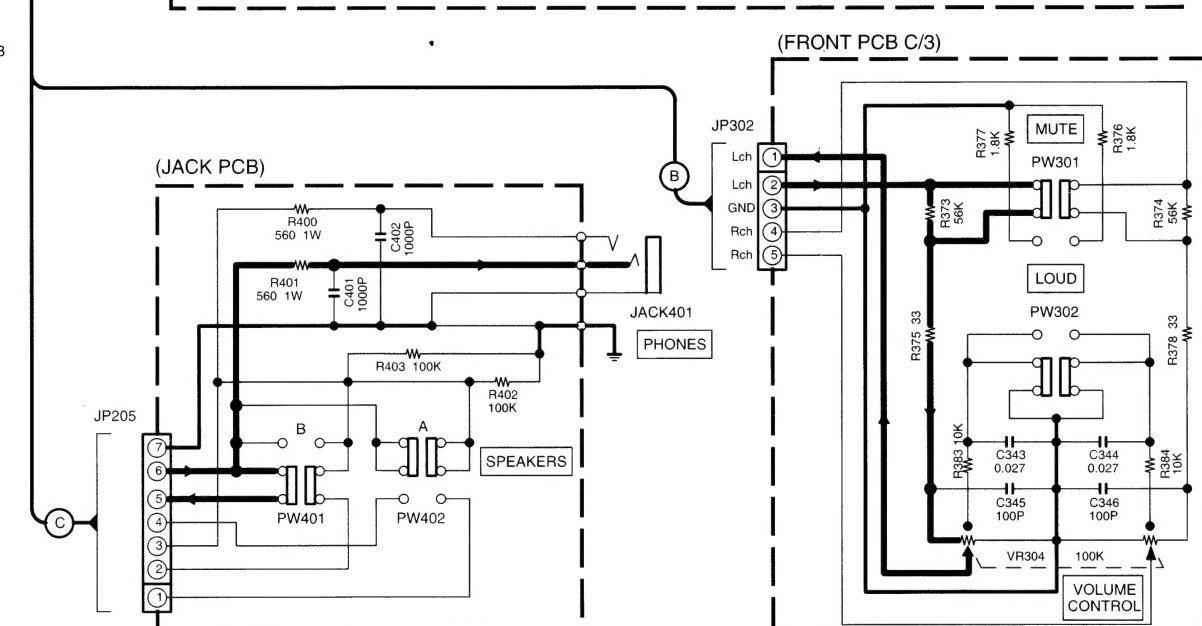 (FRONT PCB C/3)
JP302
Lch 1
Lch 2
GND 3
Rch 4
Rch 5
B
R377
1.8K
MUTE
R376
1.8K
PW301
R373
56K
R374
56K
LOUD
PW302
R375 33
R378 33
R383 10K
C343
0.027
C344
0.027
R384
10K
C345
100P
C346
100P
VR304 100K
VOLUME
CONTROL
(JACK PCB)
R400
560 1W
C402
1000P
R401
560 1W
C401
1000P
JACK401
PHONES
R403 100K
R402
100K
JP205
B
A
SPEAKERS
7
6
5
4
3
2
1
PW401
PW402
C